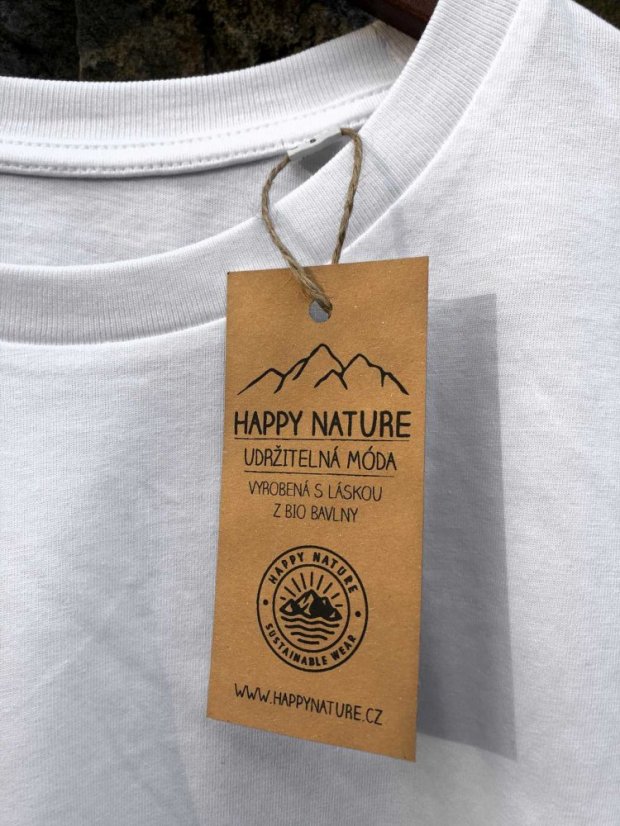 HAPPY NATURE
UDRŽITELNÁ MÓDA
VYROBENÁ S LÁSKOU
Z BIO BAVLNY
HAPPY NATURE
SUSTAINABLE WEAR
WWW.HAPPYNATURE.CZ